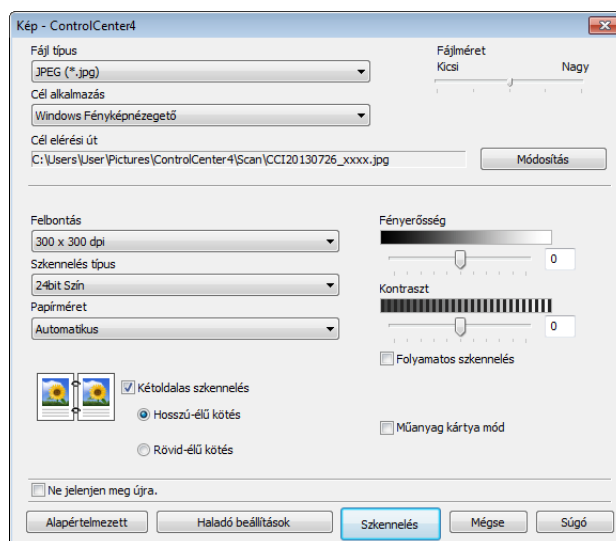 Kép - ControlCenter4
Fájl típus
JPEG (*.jpg)
Fájlméret
Kicsi Nagy
Cél alkalmazás
Windows Fényképnézegető
Cél elérési út
C:\Users\User\Pictures\ControlCenter4\Scan\CCI20130726_xxxx.jpg
Módosítás
Felbontás
300 x 300 dpi
Szkennelés típus
24bit Szín
Papírméret
Automatikus
Fényerősség
0
Kontraszt
0
Folyamatos szkennelés
Kétoldalas szkennelés
Hosszú-élű kötés
Rövid-élű kötés
Műanyag kártya mód
Ne jelenjen meg újra.
Alapértelmezett Haladó beállítások Szkennelés Mégse Súgó